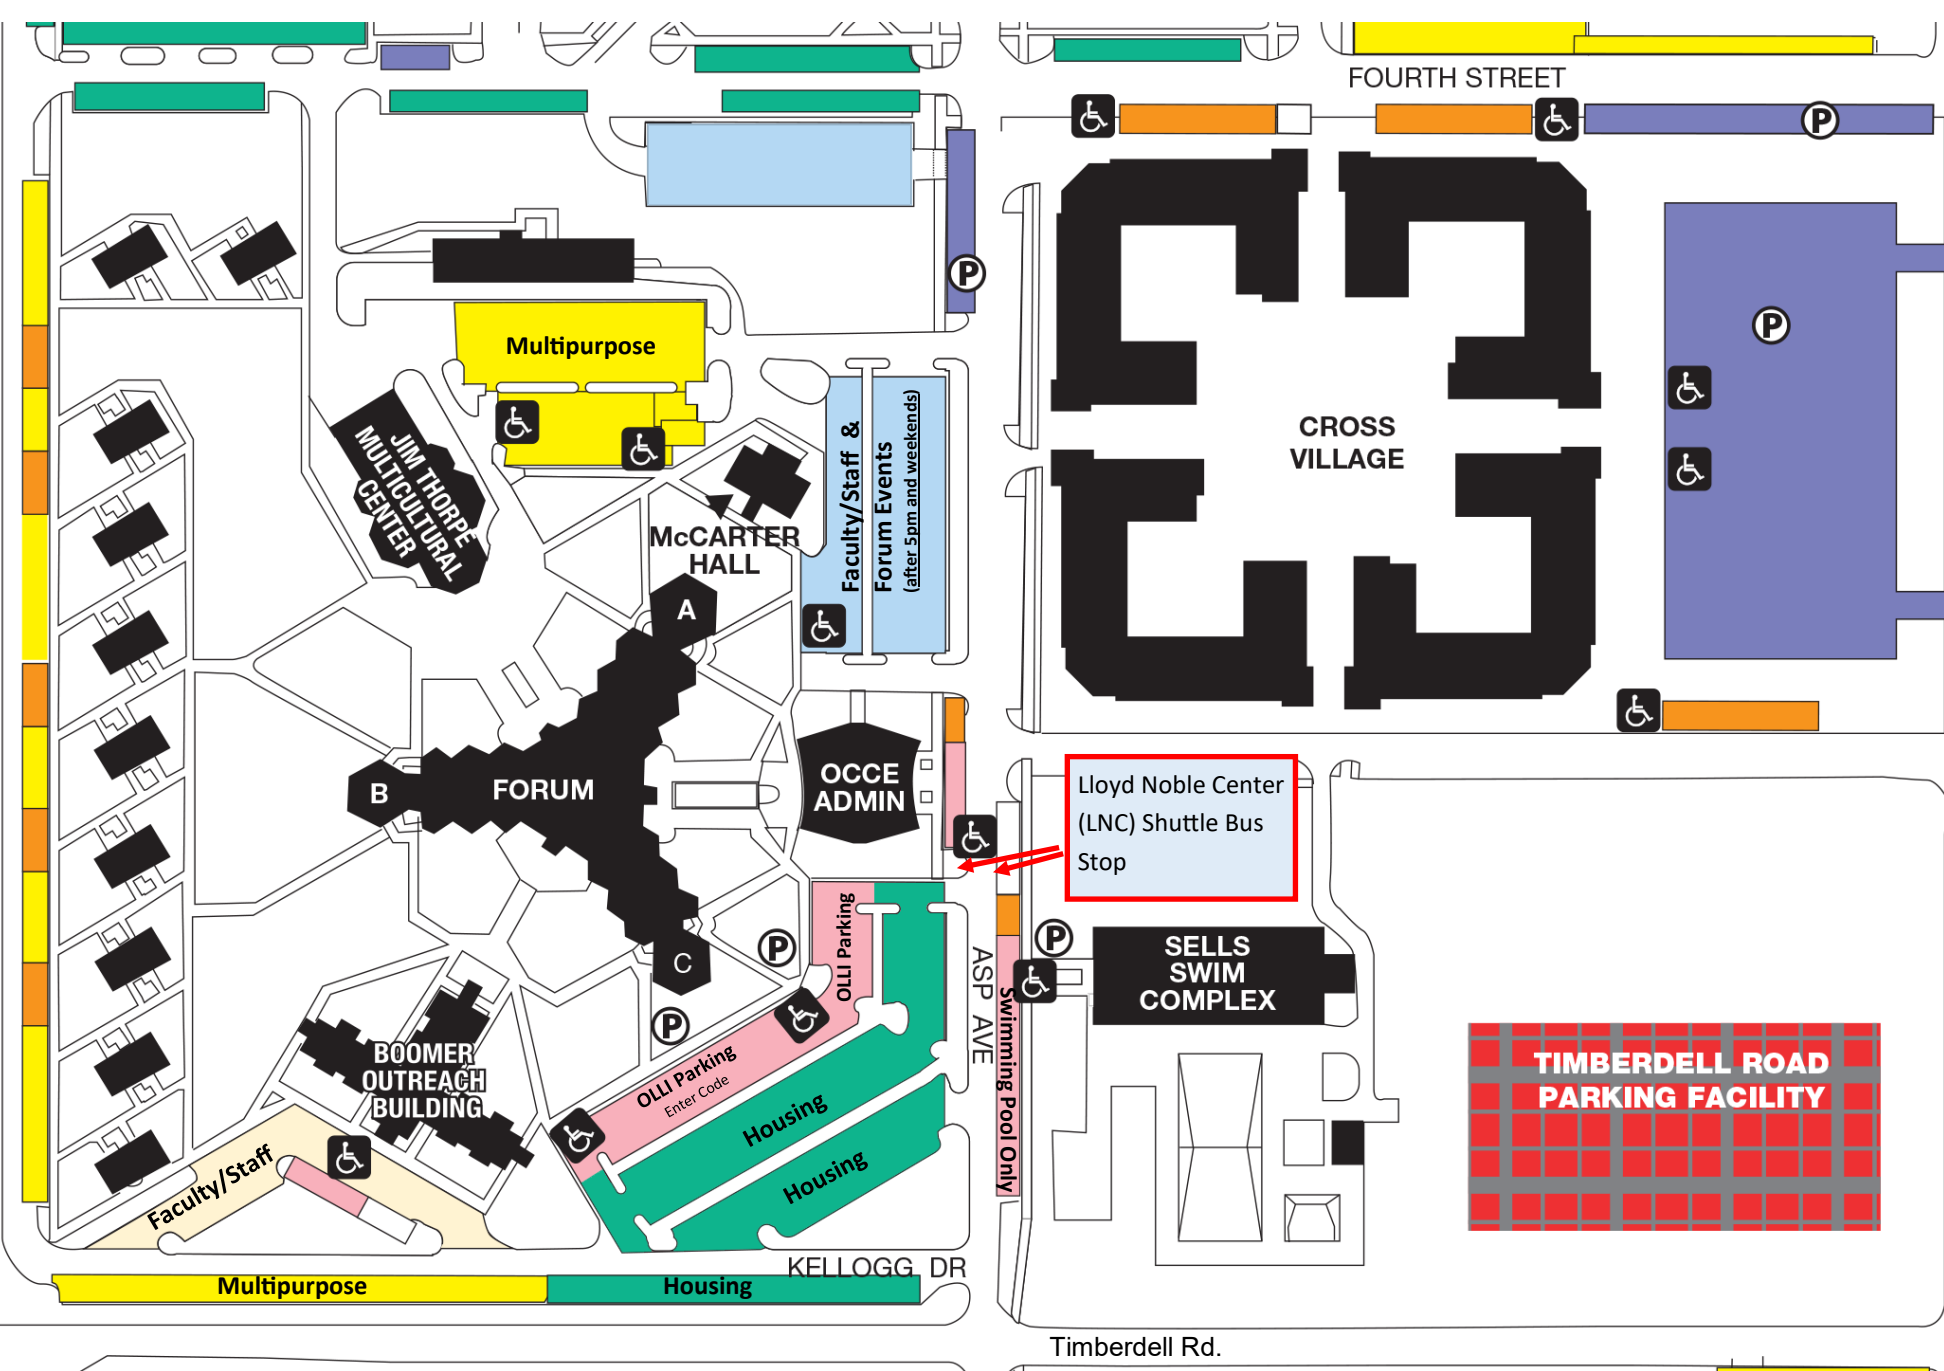 FOURTH STREET
P
P
Multipurpose
P
JIM THORPE
MULTICULTURAL
CENTER
Faculty/Staff &
Forum Events
(after 5pm and weekends)
CROSS
VILLAGE
McCARTER
HALL
A
B
FORUM
OCCE
ADMIN
Lloyd Noble Center
(LNC) Shuttle Bus
Stop
OLLI Parking
P
P
C
ASP AVE
SELLS
SWIM
COMPLEX
P
Swimming Pool Only
BOOMER
OUTREACH
BUILDING
OLLI Parking
Enter Code
Housing
Housing
TIMBERDELL ROAD
PARKING FACILITY
Faculty/Staff
KELLOGG DR
Multipurpose
Housing
Timberdell Rd.